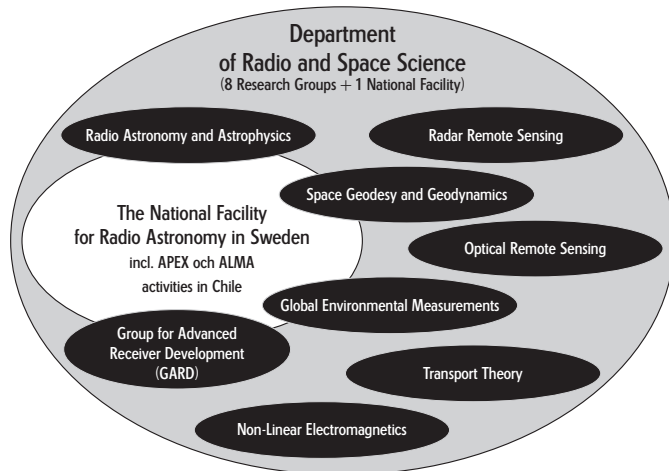 Department
of Radio and Space Science
(8 Research Groups + 1 National Facility)
Radio Astronomy and Astrophysics
Radar Remote Sensing
Space Geodesy and Geodynamics
The National Facility
for Radio Astronomy in Sweden
incl. APEX och ALMA
activities in Chile
Optical Remote Sensing
Global Environmental Measurements
Group for Advanced
Receiver Development
(GARD)
Transport Theory
Non-Linear Electromagnetics